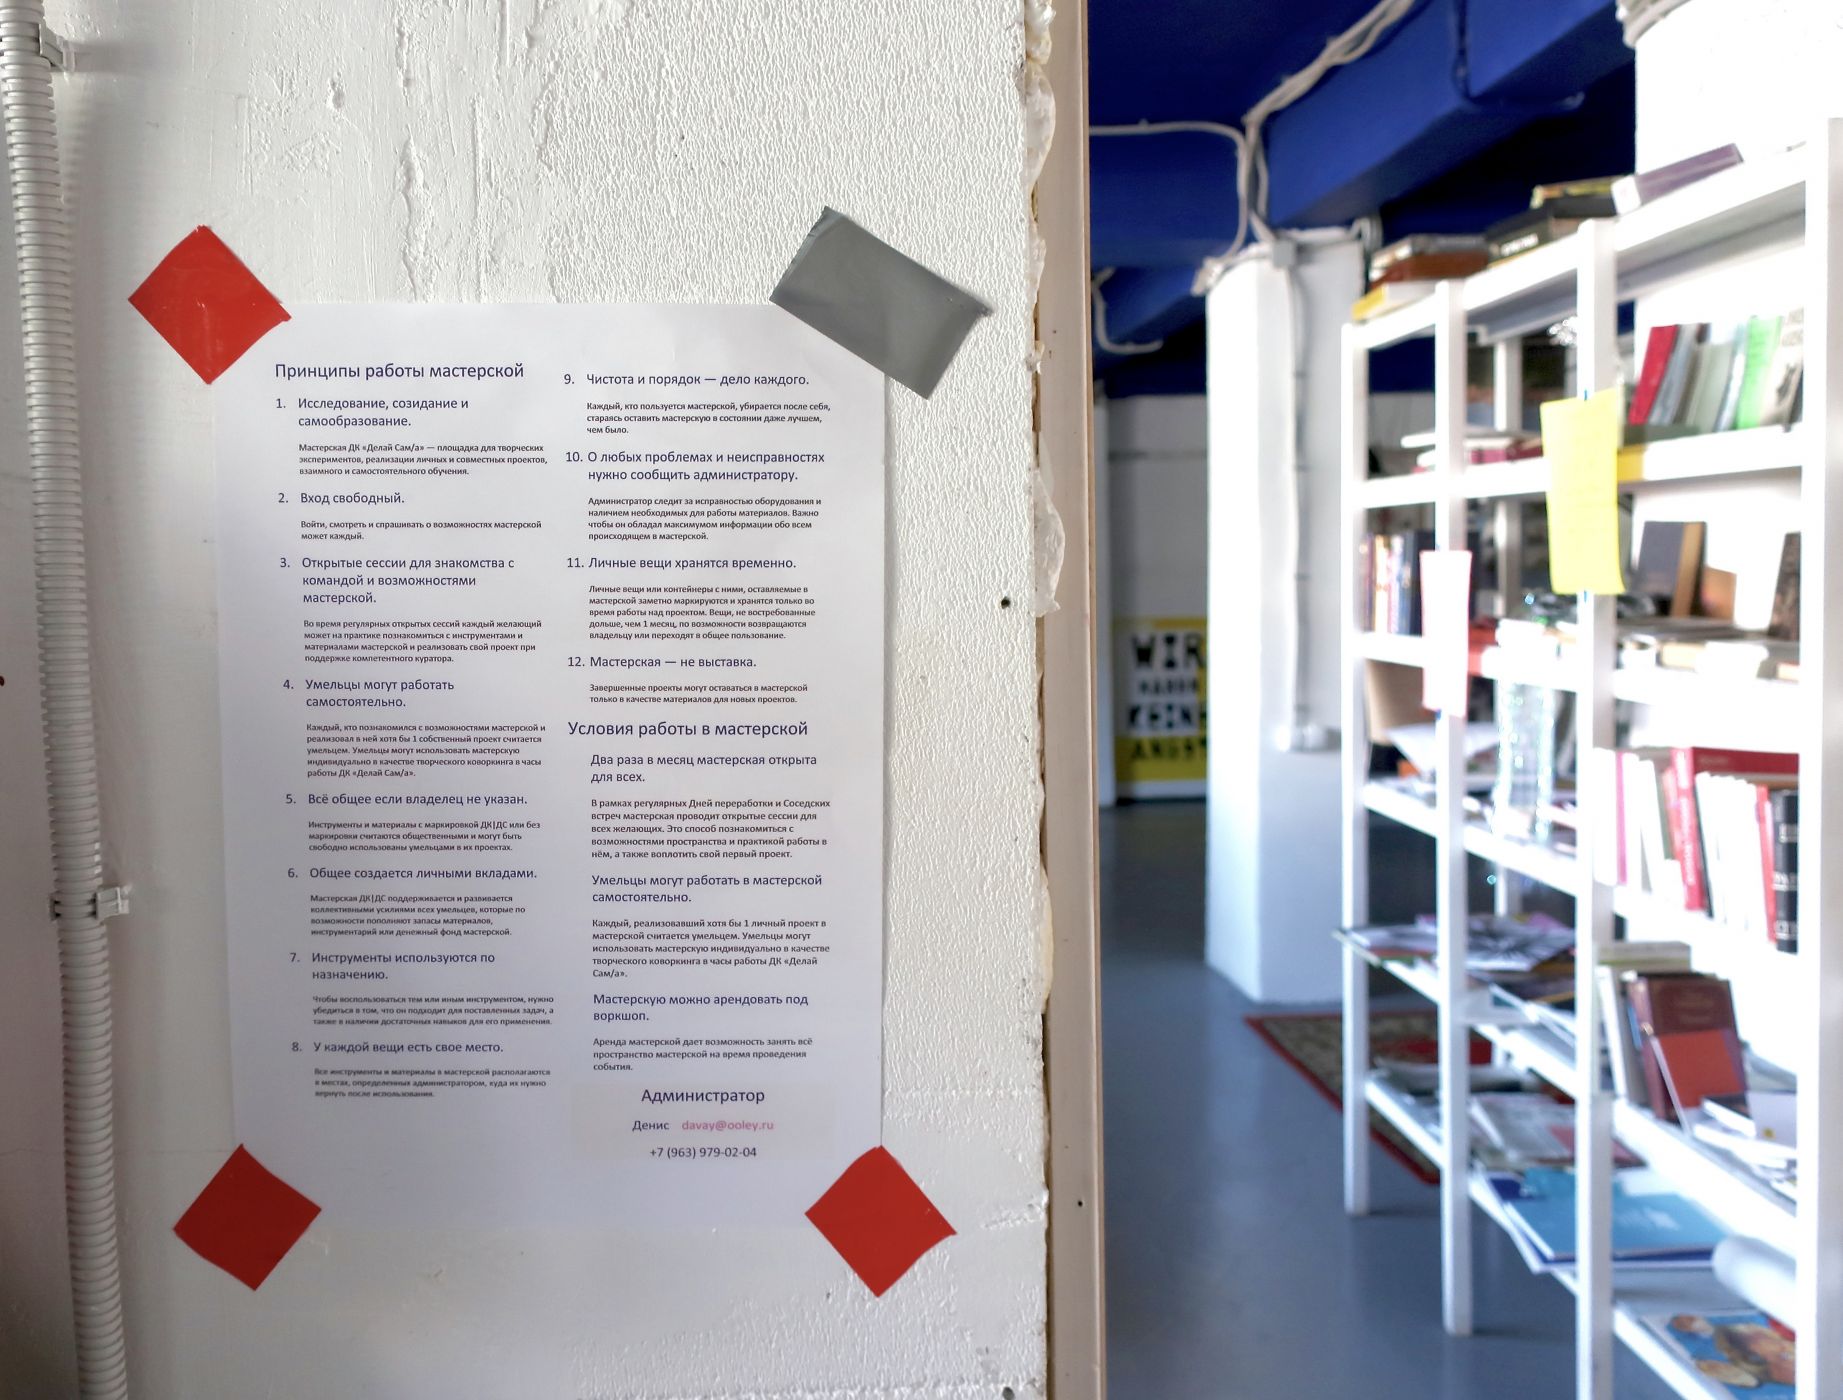 Принципы работы мастерской
1. Исследование, созидание и
самообразование.
Мастерская ДК «Делай Сам/а» — площадка для творческих
экспериментов, реализации личных и совместных проектов,
взаимного и самостоятельного обучения.
2. Вход свободный.
Войти, смотреть и спрашивать о возможностях мастерской
может каждый.
3. Открытые сессии для знакомства с
командой и возможностями
мастерской.
Во время регулярных открытых сессий каждый желающий
может на практике познакомиться с инструментами и
материалами мастерской и реализовать свой проект при
поддержке компетентного куратора.
4. Умельцы могут работать
самостоятельно.
Каждый, кто познакомился с возможностями мастерской и
реализовал в ней хотя бы 1 собственный проект считается
умельцем. Умельцы могут использовать мастерскую
индивидуально в качестве творческого коворкинга в часы
работы ДК «Делай Сам/а».
5. Всё общее если владелец не указан.
Инструменты и материалы с маркировкой ДК|ДС или без
маркировки считаются общественными и могут быть
свободно использованы умельцами в их проектах.
6. Общее создается личными вкладами.
Мастерская ДК|ДС поддерживается и развивается
коллективными усилиями всех умельцев, которые по
возможности пополняют запасы материалов,
инструментарий или денежный фонд мастерской.
7. Инструменты используются по
назначению.
Чтобы воспользоваться тем или иным инструментом, нужно
убедиться в том, что он подходит для поставленных задач, а
также в наличии достаточных навыков для его применения.
8. У каждой вещи есть свое место.
Все инструменты и материалы в мастерской располагаются
в местах, определенных администратором, куда их нужно
вернуть после использования.
9. Чистота и порядок — дело каждого.
Каждый, кто пользуется мастерской, убирается после себя,
стараясь оставить мастерскую в состоянии даже лучшем,
чем было.
10. О любых проблемах и неисправностях
нужно сообщить администратору.
Администратор следит за исправностью оборудования и
наличием необходимых для работы материалов. Важно
чтобы он обладал максимумом информации обо всем
происходящем в мастерской.
11. Личные вещи хранятся временно.
Личные вещи или контейнеры с ними, оставляемые в
мастерской заметно маркируются и хранятся только во
время работы над проектом. Вещи, не востребованные
дольше, чем 1 месяц, по возможности возвращаются
владельцу или переходят в общее пользование.
12. Мастерская — не выставка.
Завершенные проекты могут оставаться в мастерской
только в качестве материалов для новых проектов.
Условия работы в мастерской
Два раза в месяц мастерская открыта
для всех.
В рамках регулярных Дней переработки и Соседских
встреч мастерская проводит открытые сессии для
всех желающих. Это способ познакомиться с
возможностями пространства и практикой работы в
нём, а также воплотить свой первый проект.
Умельцы могут работать в мастерской
самостоятельно.
Каждый, реализовавший хотя бы 1 личный проект в
мастерской считается умельцем. Умельцы могут
использовать мастерскую индивидуально в качестве
творческого коворкинга в часы работы ДК «Делай
Сам/а».
Мастерскую можно арендовать под
воркшоп.
Аренда мастерской дает возможность занять всё
пространство мастерской на время проведения
события.
Администратор
Денис davay@ooley.ru
+7 (963) 979-02-04
WIR
HABEN
KEINE
ANGST